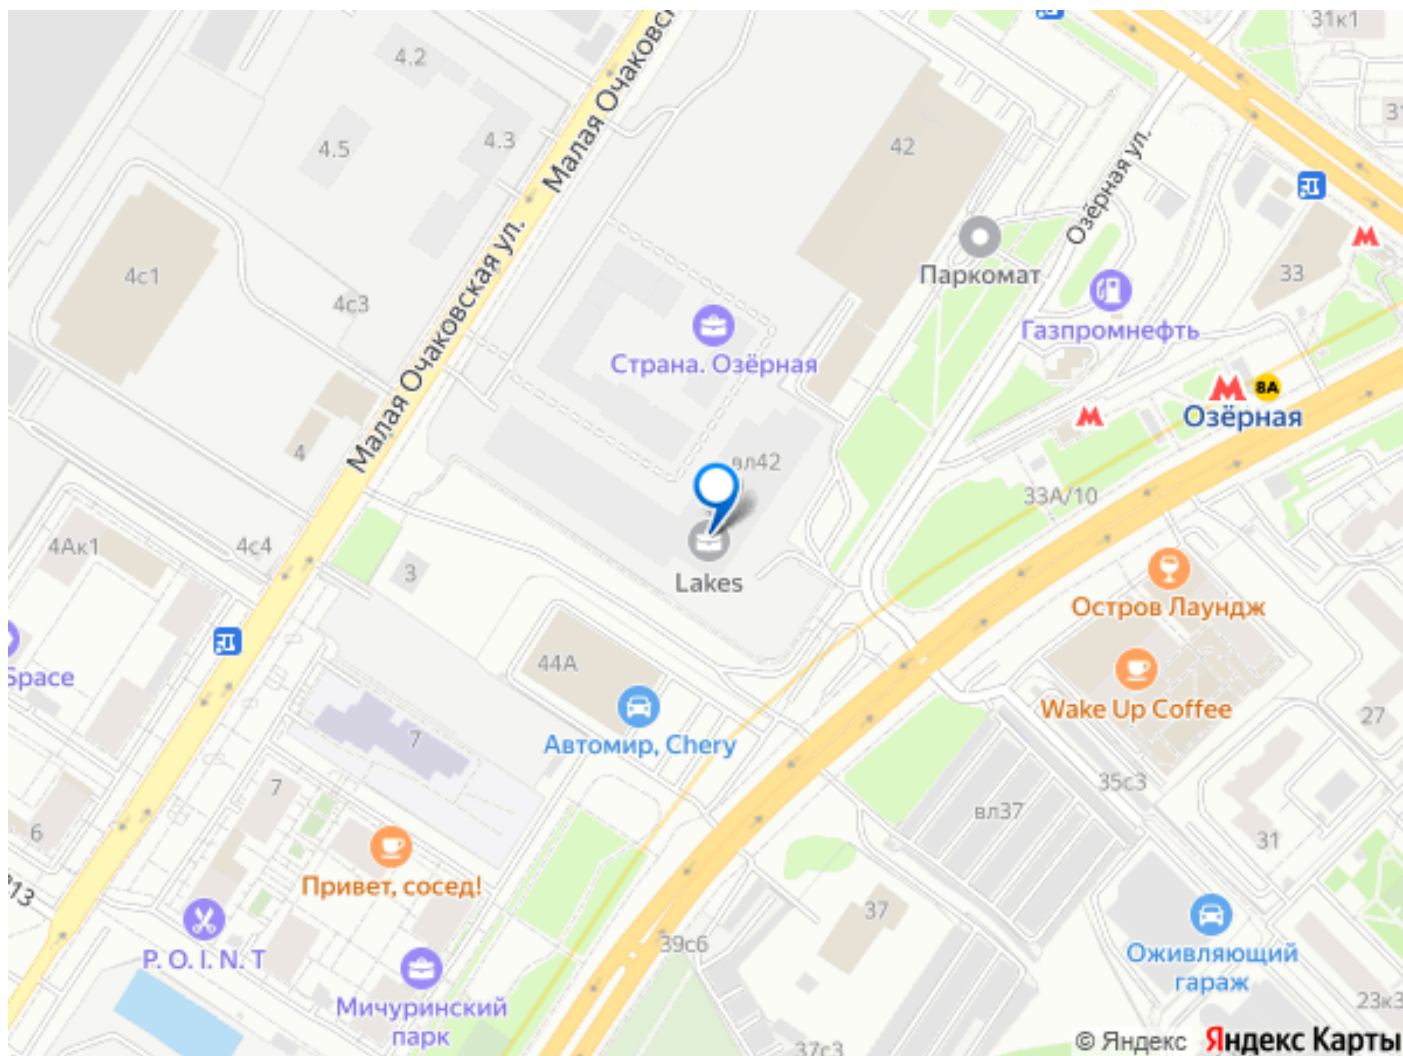 31к1
4.2
Малая Очаковск
4.3
42
4.5
Озёрная ул.
Малая Очаковская ул.
4с1
Паркомат
33
4с3
Газпромнефть
Страна. Озёрная
8А
Озёрная
4
вл42
33А/10
4Ак1
4с4
3
Lakes
Остров Лаундж
44А
Space
Wake Up Coffee
27
7
Автомир, Chery
35с3
7
вл37
6
31
Привет, сосед!
37
P. O. I. N. T
39с6
Оживляющий
гараж
Мичуринский
парк
23к3
37с3
© Яндекс Яндекс Карты